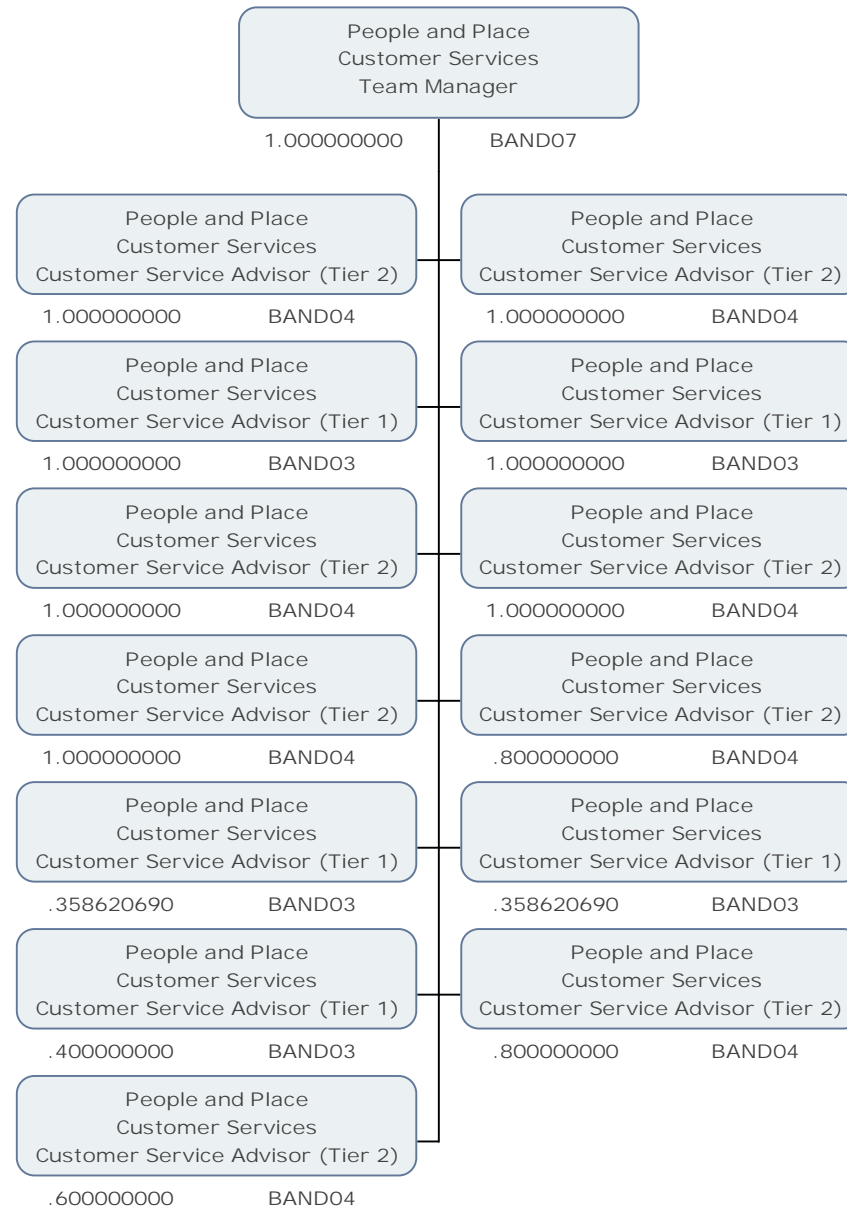 People and Place
Customer Services
Team Manager
1.000000000 BAND07
People and Place
Customer Services
Customer Service Advisor (Tier 2)
1.000000000 BAND04
People and Place
Customer Services
Customer Service Advisor (Tier 2)
1.000000000 BAND04
People and Place
Customer Services
Customer Service Advisor (Tier 1)
1.000000000 BAND03
People and Place
Customer Services
Customer Service Advisor (Tier 1)
1.000000000 BAND03
People and Place
Customer Services
Customer Service Advisor (Tier 2)
1.000000000 BAND04
People and Place
Customer Services
Customer Service Advisor (Tier 2)
1.000000000 BAND04
People and Place
Customer Services
Customer Service Advisor (Tier 2)
1.000000000 BAND04
People and Place
Customer Services
Customer Service Advisor (Tier 2)
.800000000 BAND04
People and Place
Customer Services
Customer Service Advisor (Tier 1)
.358620690 BAND03
People and Place
Customer Services
Customer Service Advisor (Tier 1)
.358620690 BAND03
People and Place
Customer Services
Customer Service Advisor (Tier 1)
.400000000 BAND03
People and Place
Customer Services
Customer Service Advisor (Tier 2)
.800000000 BAND04
People and Place
Customer Services
Customer Service Advisor (Tier 2)
.600000000 BAND04